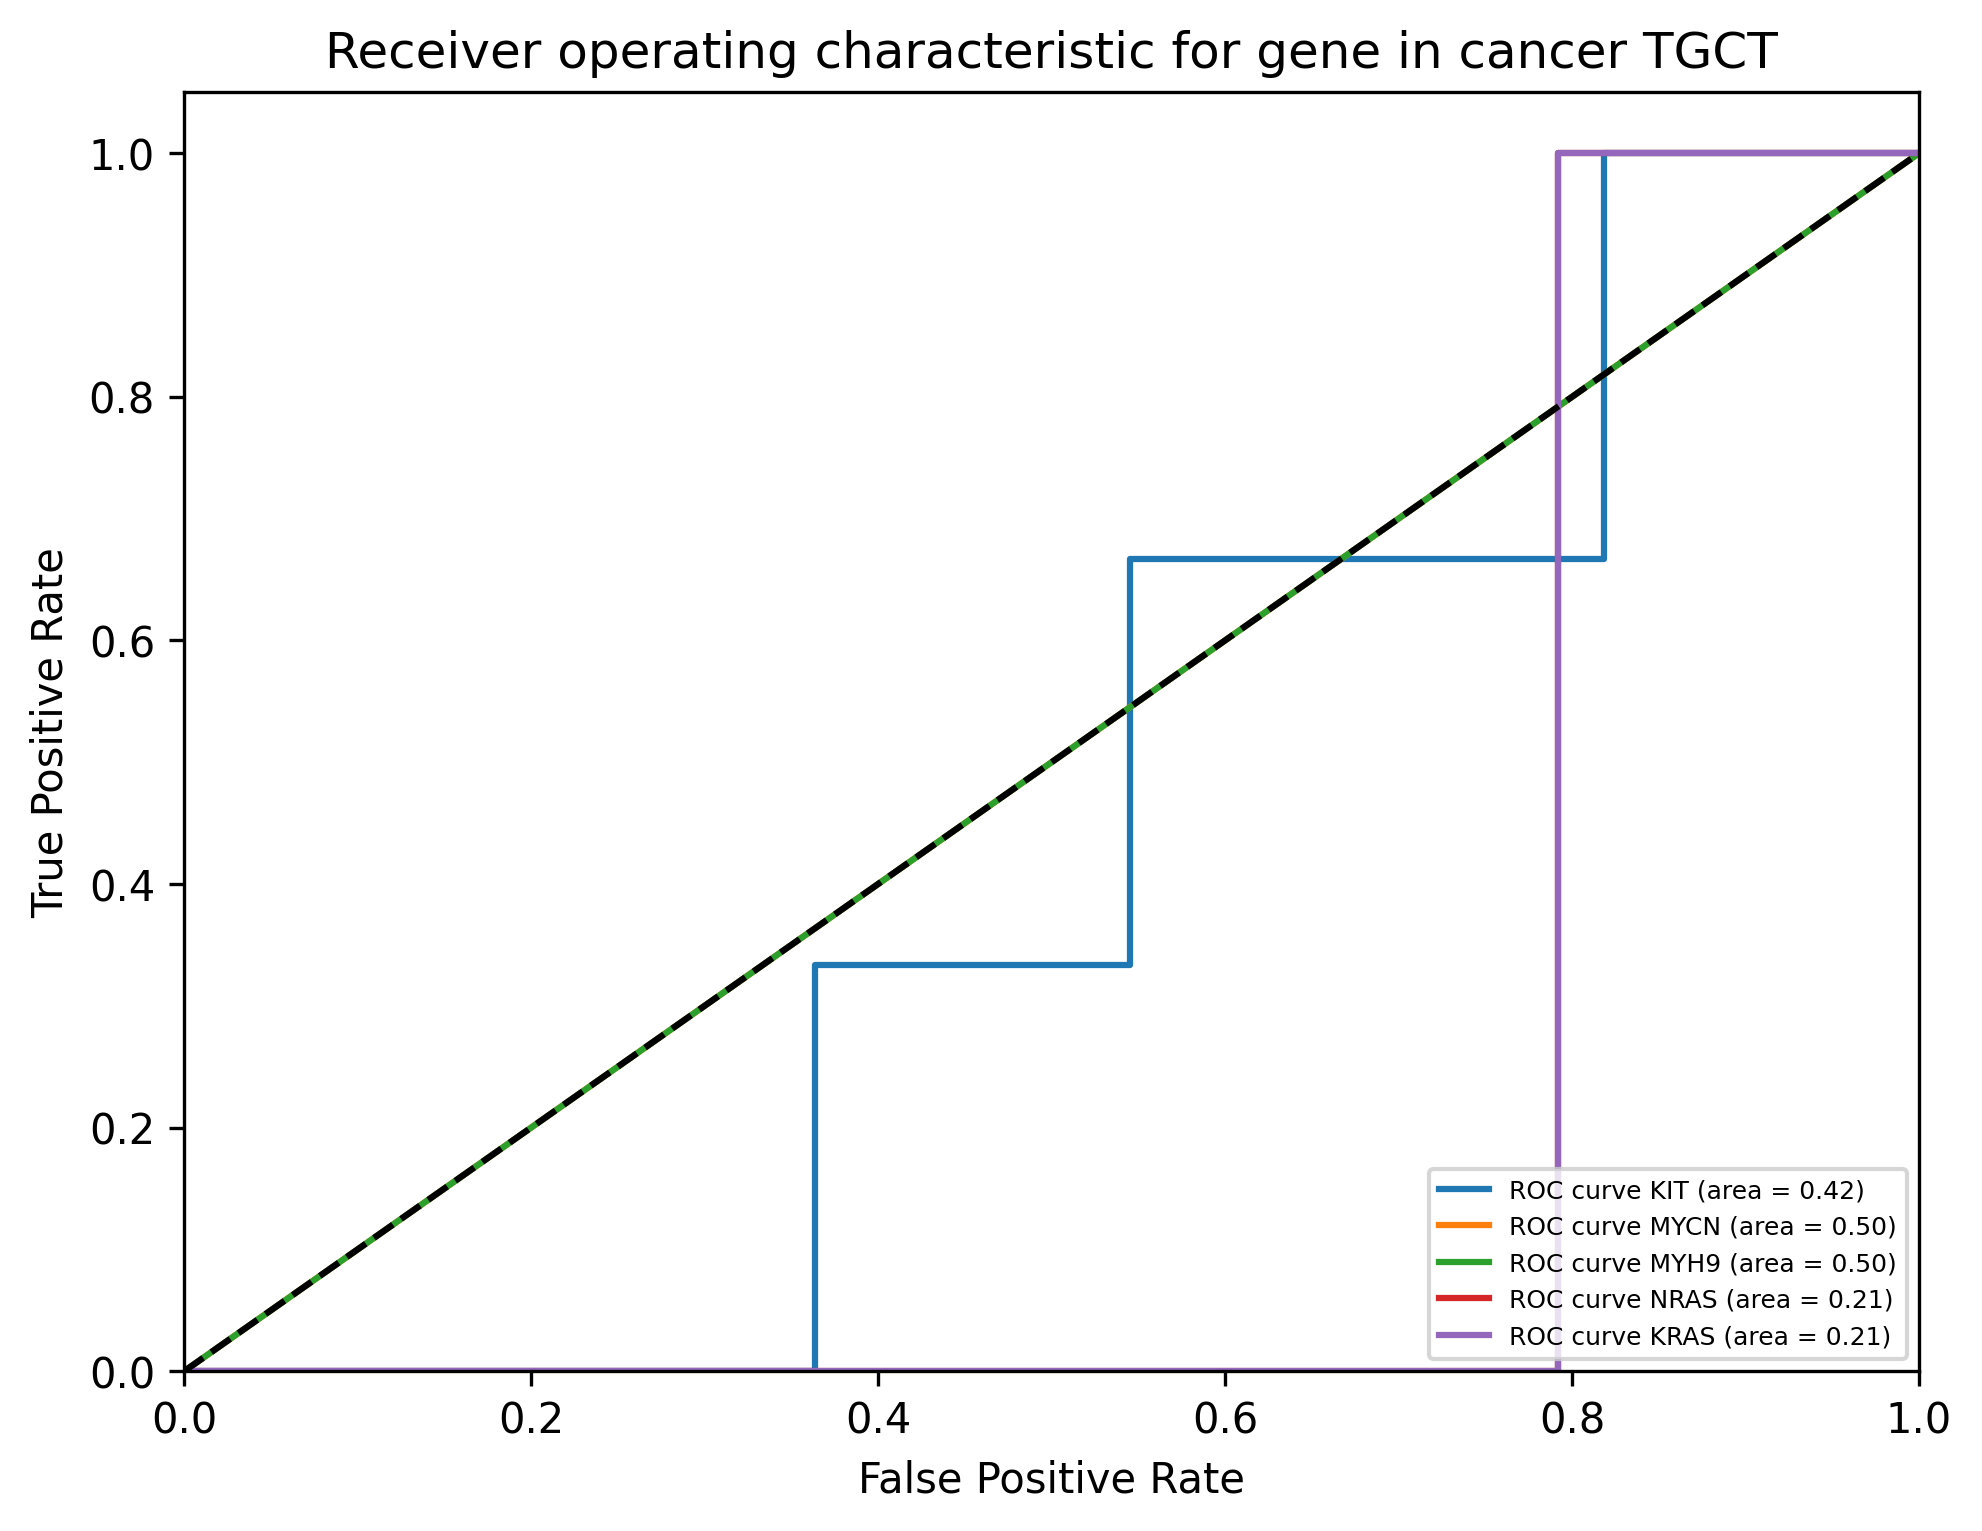 Receiver operating characteristic for gene in cancer TGCT
1.0
0.8
0.6
0.4
0.2
0.0
True Positive Rate
ROC curve KIT (area = 0.42)
ROC curve MYCN (area = 0.50)
ROC curve MYH9 (area = 0.50)
ROC curve NRAS (area = 0.21)
ROC curve KRAS (area = 0.21)
0.0 0.2 0.4 0.6 0.8 1.0
False Positive Rate